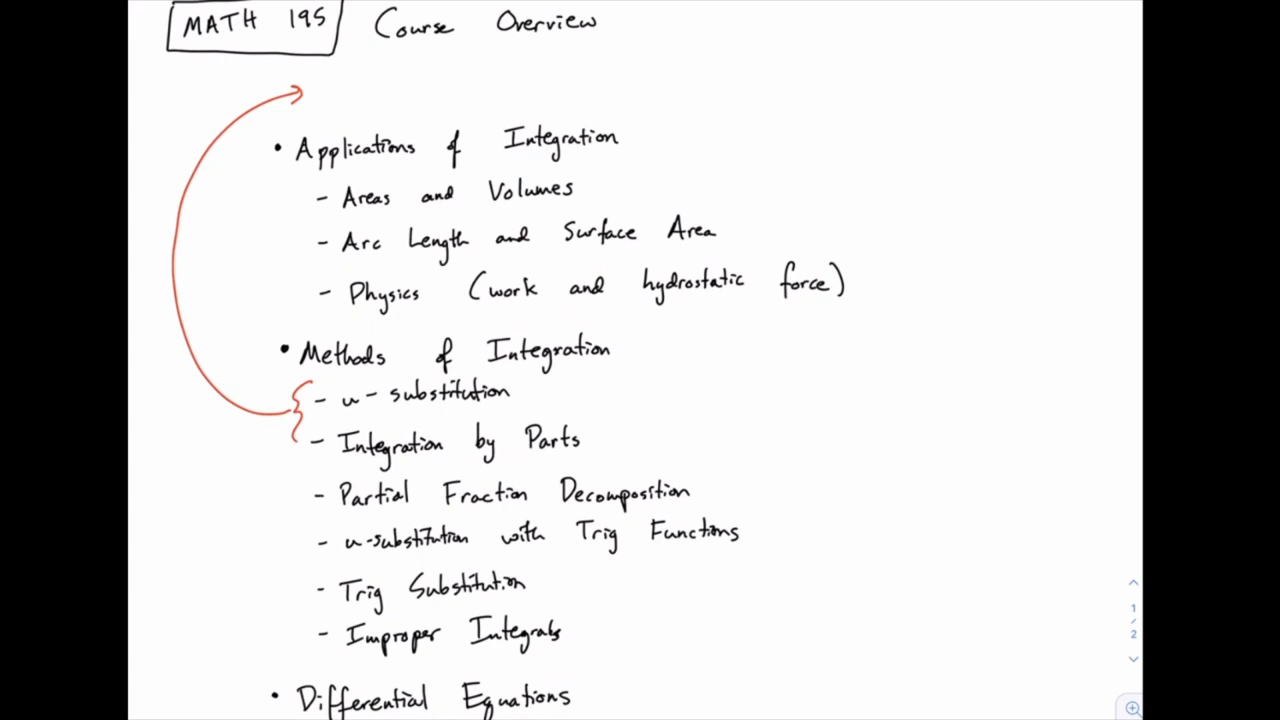 MATH 195 Course Overview
• Applications of Integration
- Areas and Volumes
- Arc Length and Surface Area
- Physics (work and hydrostatic force)
• Methods of Integration
- u-substitution
- Integration by Parts
- Partial Fraction Decomposition
- u-substitution with Trig Functions
- Trig Substitution
- Improper Integrals
• Differential Equations
1
/
2